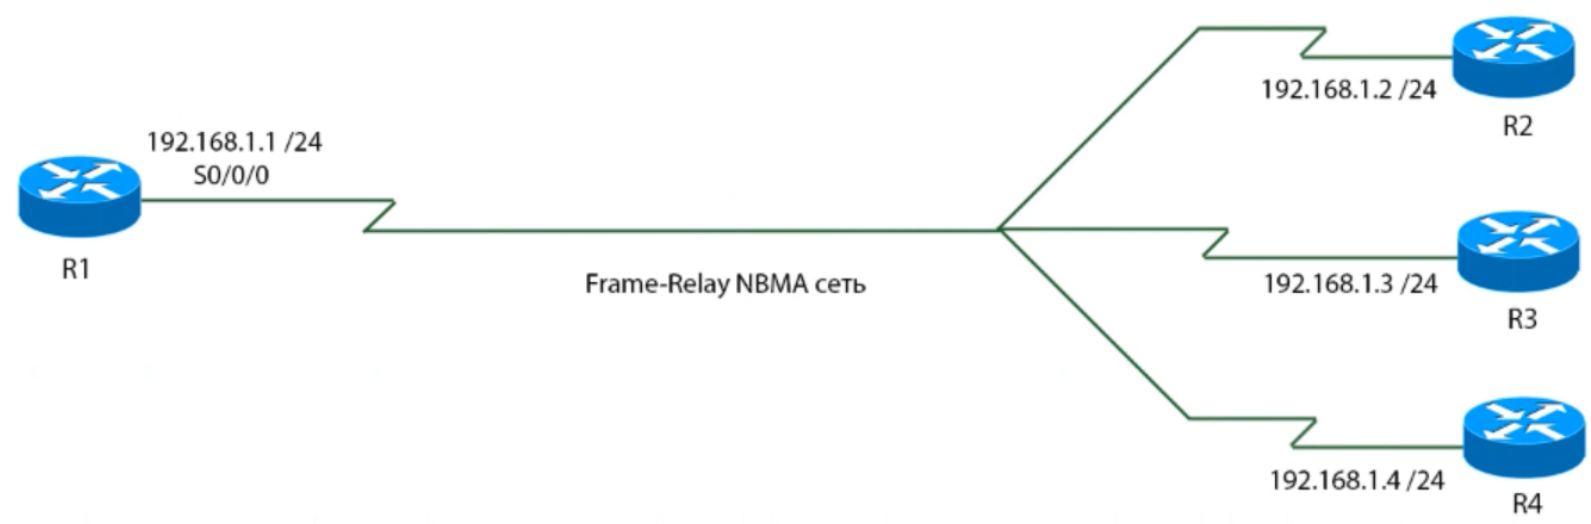 192.168.1.1 /24
S0/0/0
R1
Frame-Relay NBMA сеть
192.168.1.2 /24
R2
192.168.1.3 /24
R3
192.168.1.4 /24
R4